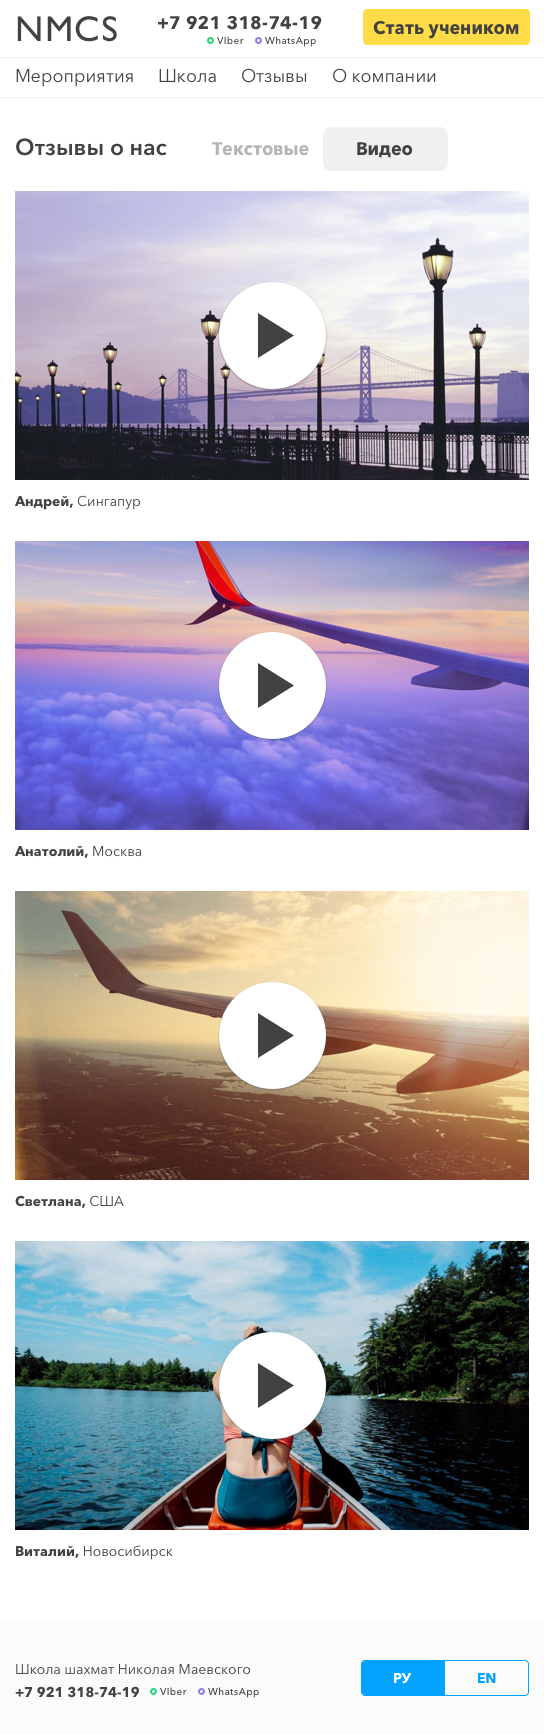 NMCS +7 921 318-74-19 Стать учеником
VIber WhatsApp
Мероприятия Школа Отзывы О компании
Отзывы о нас Текстовые Видео
Андрей, Сингапур
Анатолий, Москва
Светлана, США
Виталий, Новосибирск
Школа шахмат Николая Маевского
+7 921 318-74-19 VIber WhatsApp
РУ EN